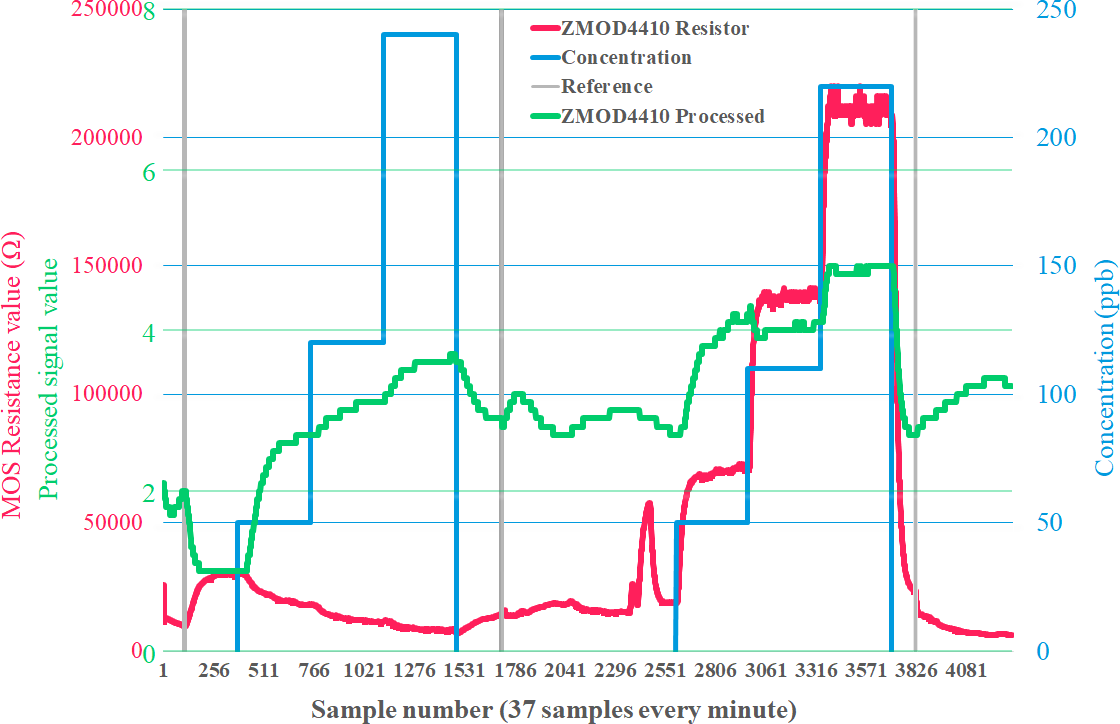 250000
8
250
ZMOD4410 Resistor
Concentration
Reference
ZMOD4410 Processed
200000
200
6
150000
150
MOS Resistance value (Ω)
Processed signal value
Concentration (ppb)
4
100000
100
2
50000
50
0
0
0
1 256 511 766 1021 1276 1531 1786 2041 2296 2551 2806 3061 3316 3571 3826 4081
Sample number (37 samples every minute)